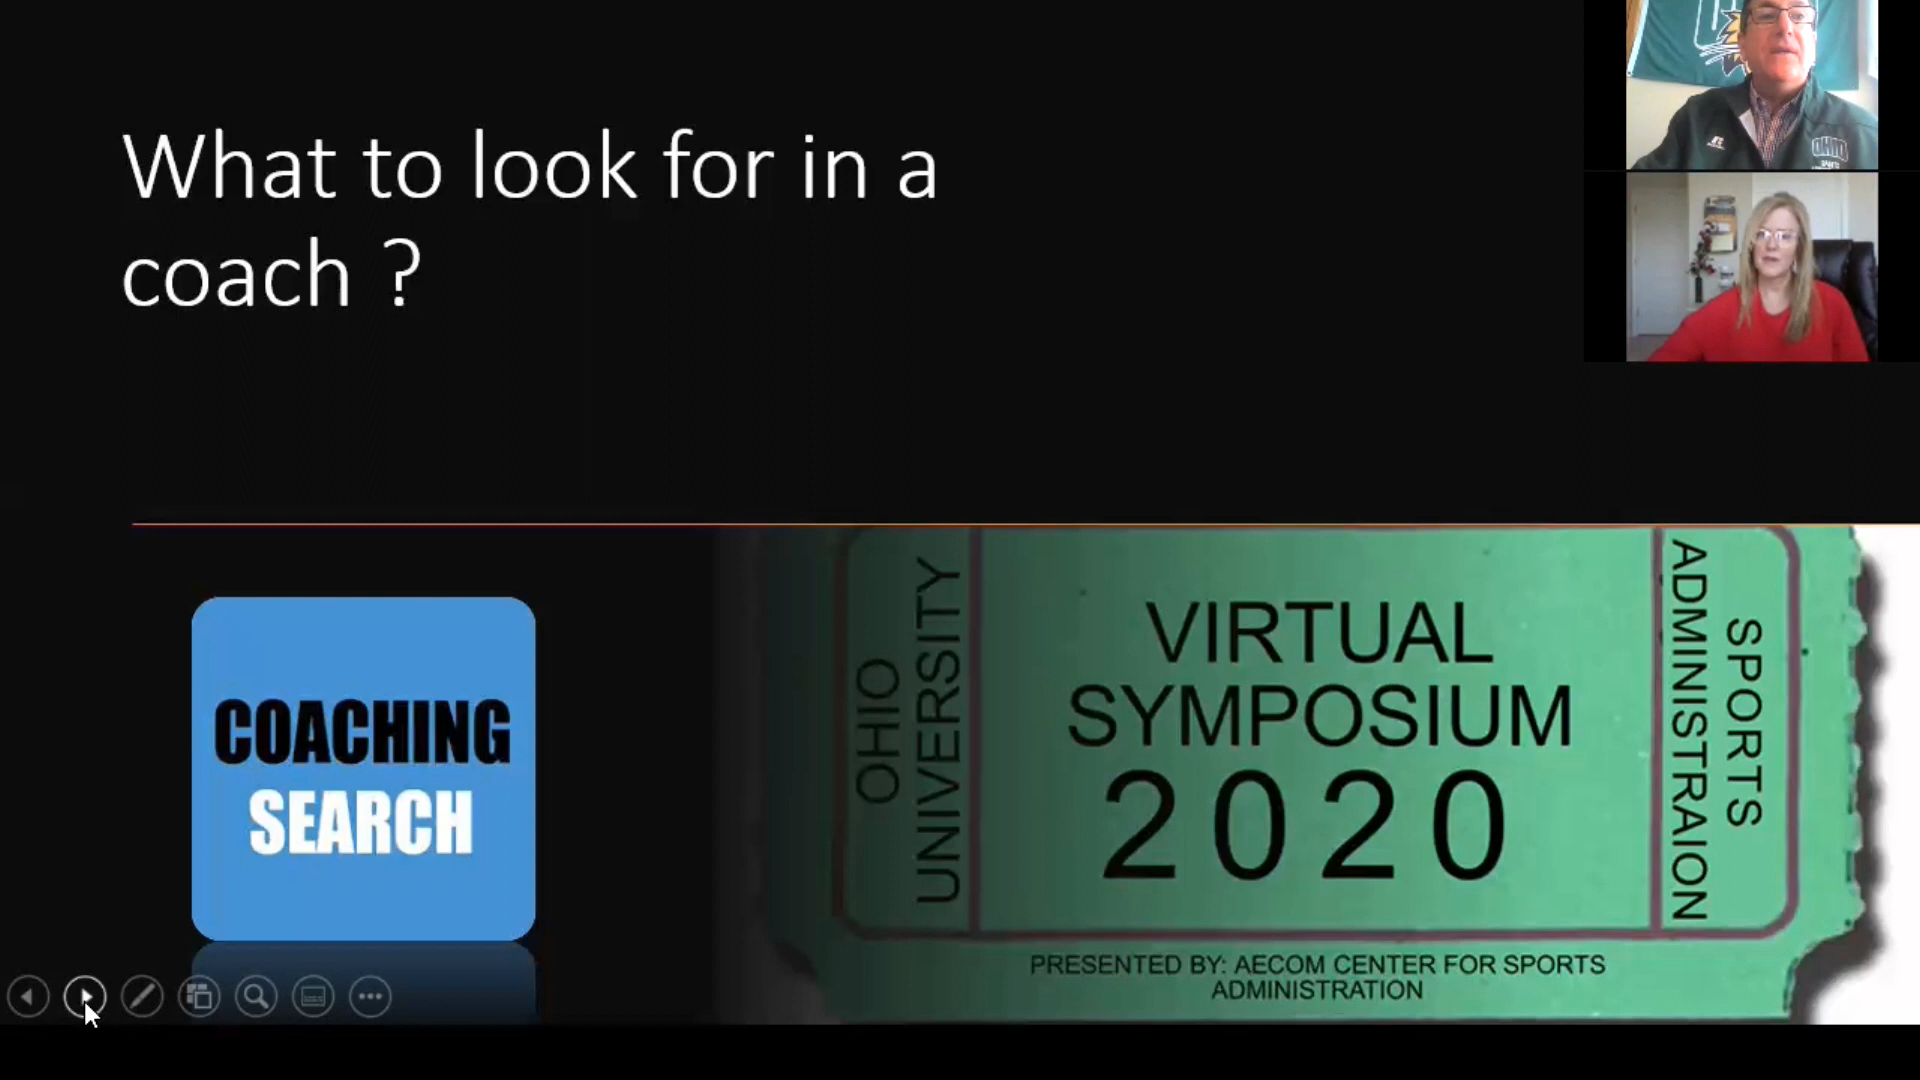 What to look for in a
coach ?
OHIO
COACHING
SEARCH
OHIO
UNIVERSITY
VIRTUAL
SYMPOSIUM
2020
SPORTS
ADMINISTRAION
PRESENTED BY: AECOM CENTER FOR SPORTS
ADMINISTRATION